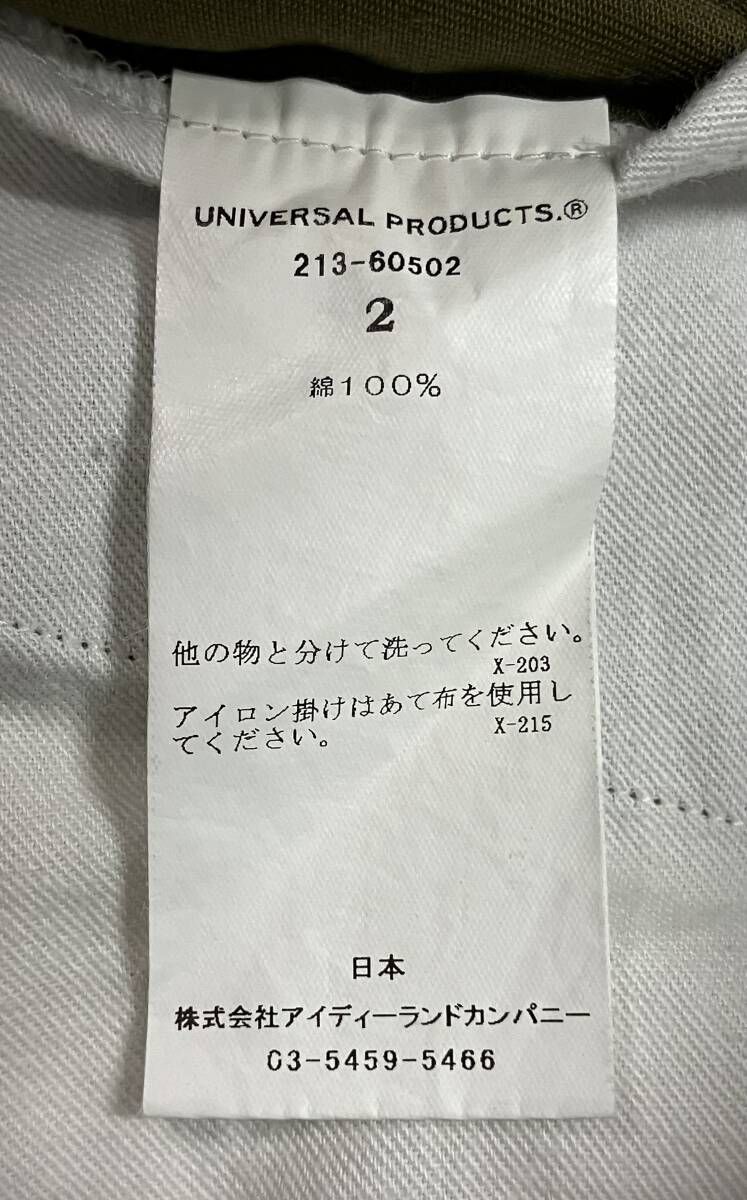 UNIVERSAL PRODUCTS.®
213-60502
2
綿100%
他の物と分けて洗ってください。
X-203
アイロン掛けはあて布を使用し
てください。
X-215
日本
株式会社アイディーランドカンパニー
03-5459-5466